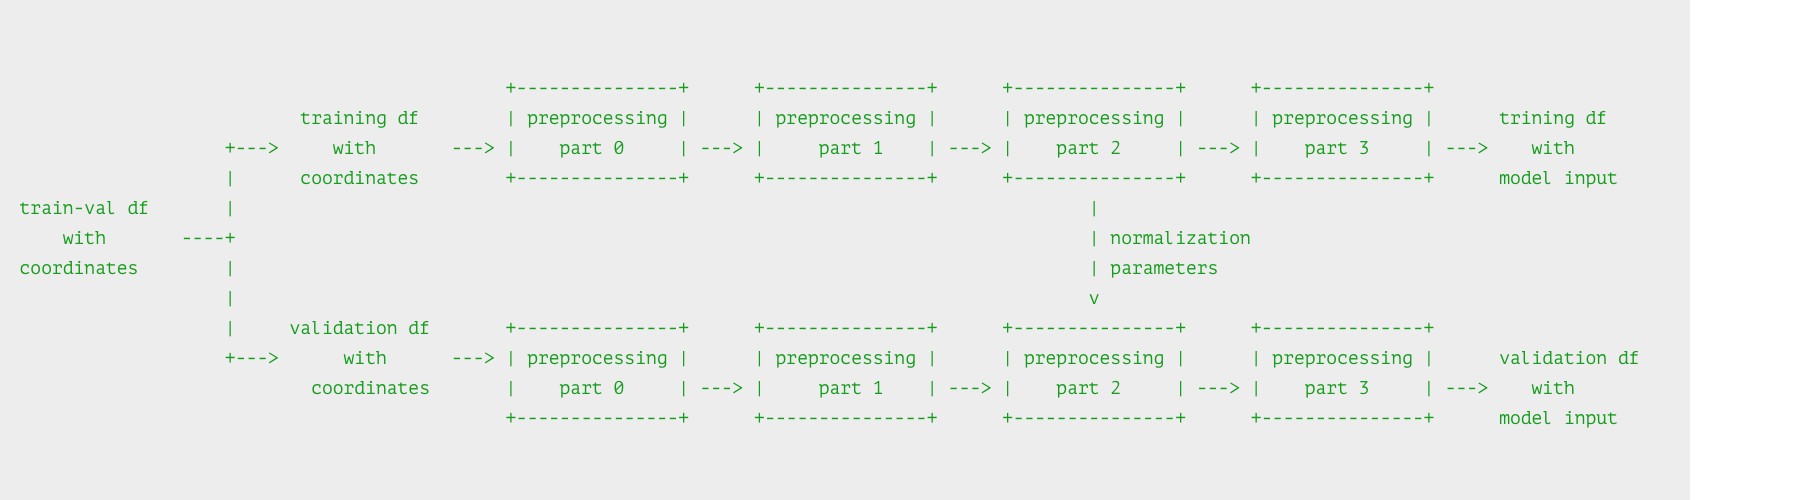 +---------------+      +---------------+      +---------------+      +---------------+
                          training df        | preprocessing |      | preprocessing |      | preprocessing |      | preprocessing |      trining df
                   +--->     with       ---> |    part 0     | ---> |     part 1    | ---> |    part 2     | ---> |    part 3     | --->    with
                   |      coordinates        +---------------+      +---------------+      +---------------+      +---------------+      model input
train-val df       |                                                                               |
    with       ----+                                                                               | normalization
coordinates        |                                                                               | parameters
                   |                                                                               v
                   |     validation df       +---------------+      +---------------+      +---------------+      +---------------+
                   +--->      with      ---> | preprocessing |      | preprocessing |      | preprocessing |      | preprocessing |      validation df
                           coordinates       |    part 0     | ---> |     part 1    | ---> |    part 2     | ---> |    part 3     | --->    with
                                             +---------------+      +---------------+      +---------------+      +---------------+      model input